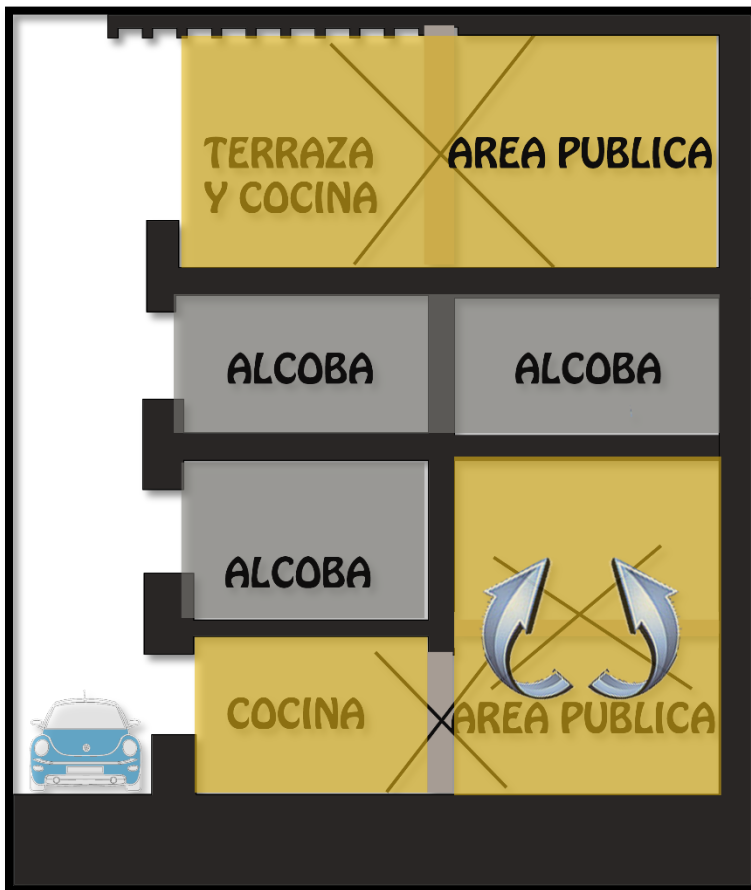 TERRAZA
Y COCINA
AREA PUBLICA
ALCOBA
ALCOBA
ALCOBA
COCINA
AREA PUBLICA